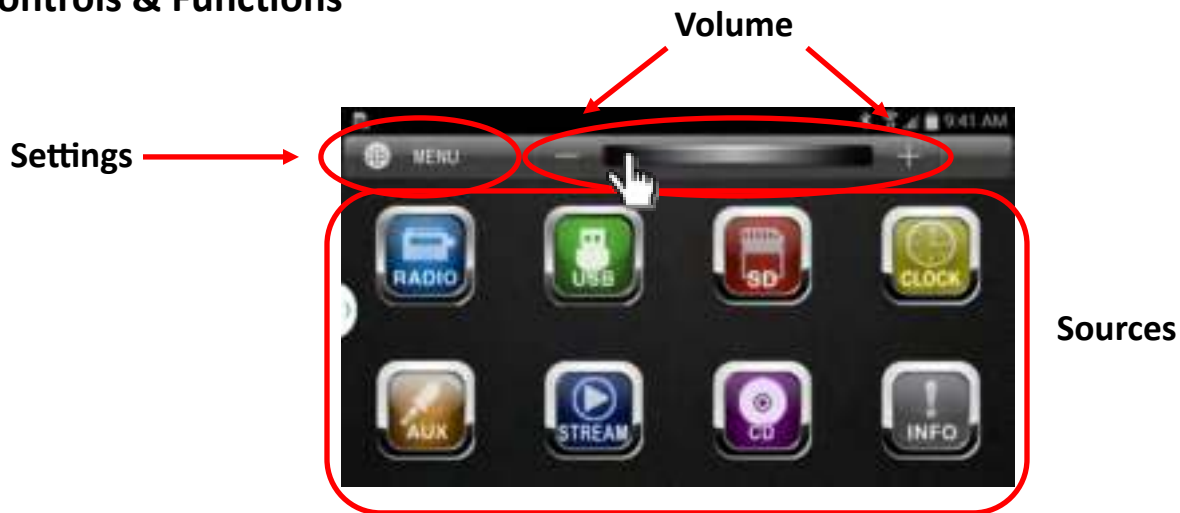 ontrols & Functions
Volume
Settings
9:41 AM
MENU
RADIO USB SD CLOCK
Sources
AUX STREAM CD INFO